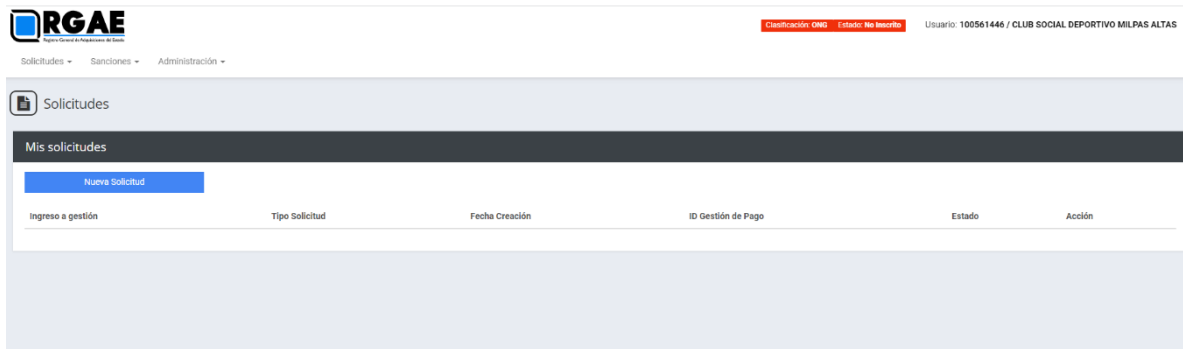 RGAE
Registro General de Adquisiciones del Estado
Clasificación: ONG Estado: No Inscrito
Usuario: 100561446 / CLUB SOCIAL DEPORTIVO MILPAS ALTAS
Solicitudes Sanciones Administración
Solicitudes
Mis solicitudes
Nueva Solicitud
Ingreso a gestión Tipo Solicitud Fecha Creación ID Gestión de Pago Estado Acción